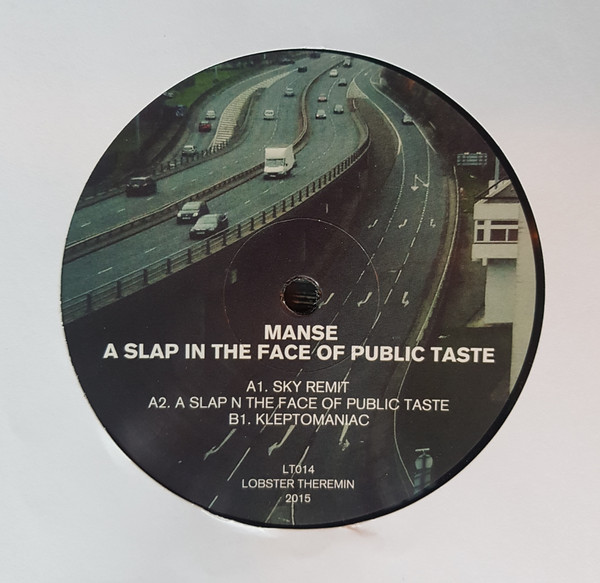 MANSE
A SLAP IN THE FACE OF PUBLIC TASTE
A1. SKY REMIT
A2. A SLAP N THE FACE OF PUBLIC TASTE
B1. KLEPTOMANIAC
LT014
LOBSTER THEREMIN
2015